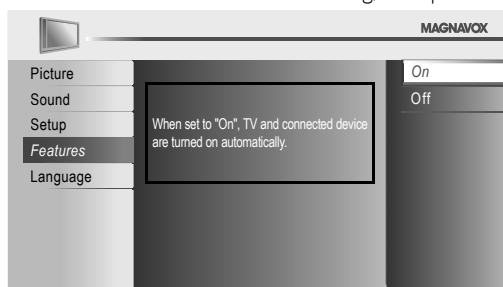 MAGNAVOX
Picture
Sound
Setup
Features
Language
When set to "On", TV and connected device
are turned on automatically.
On
Off